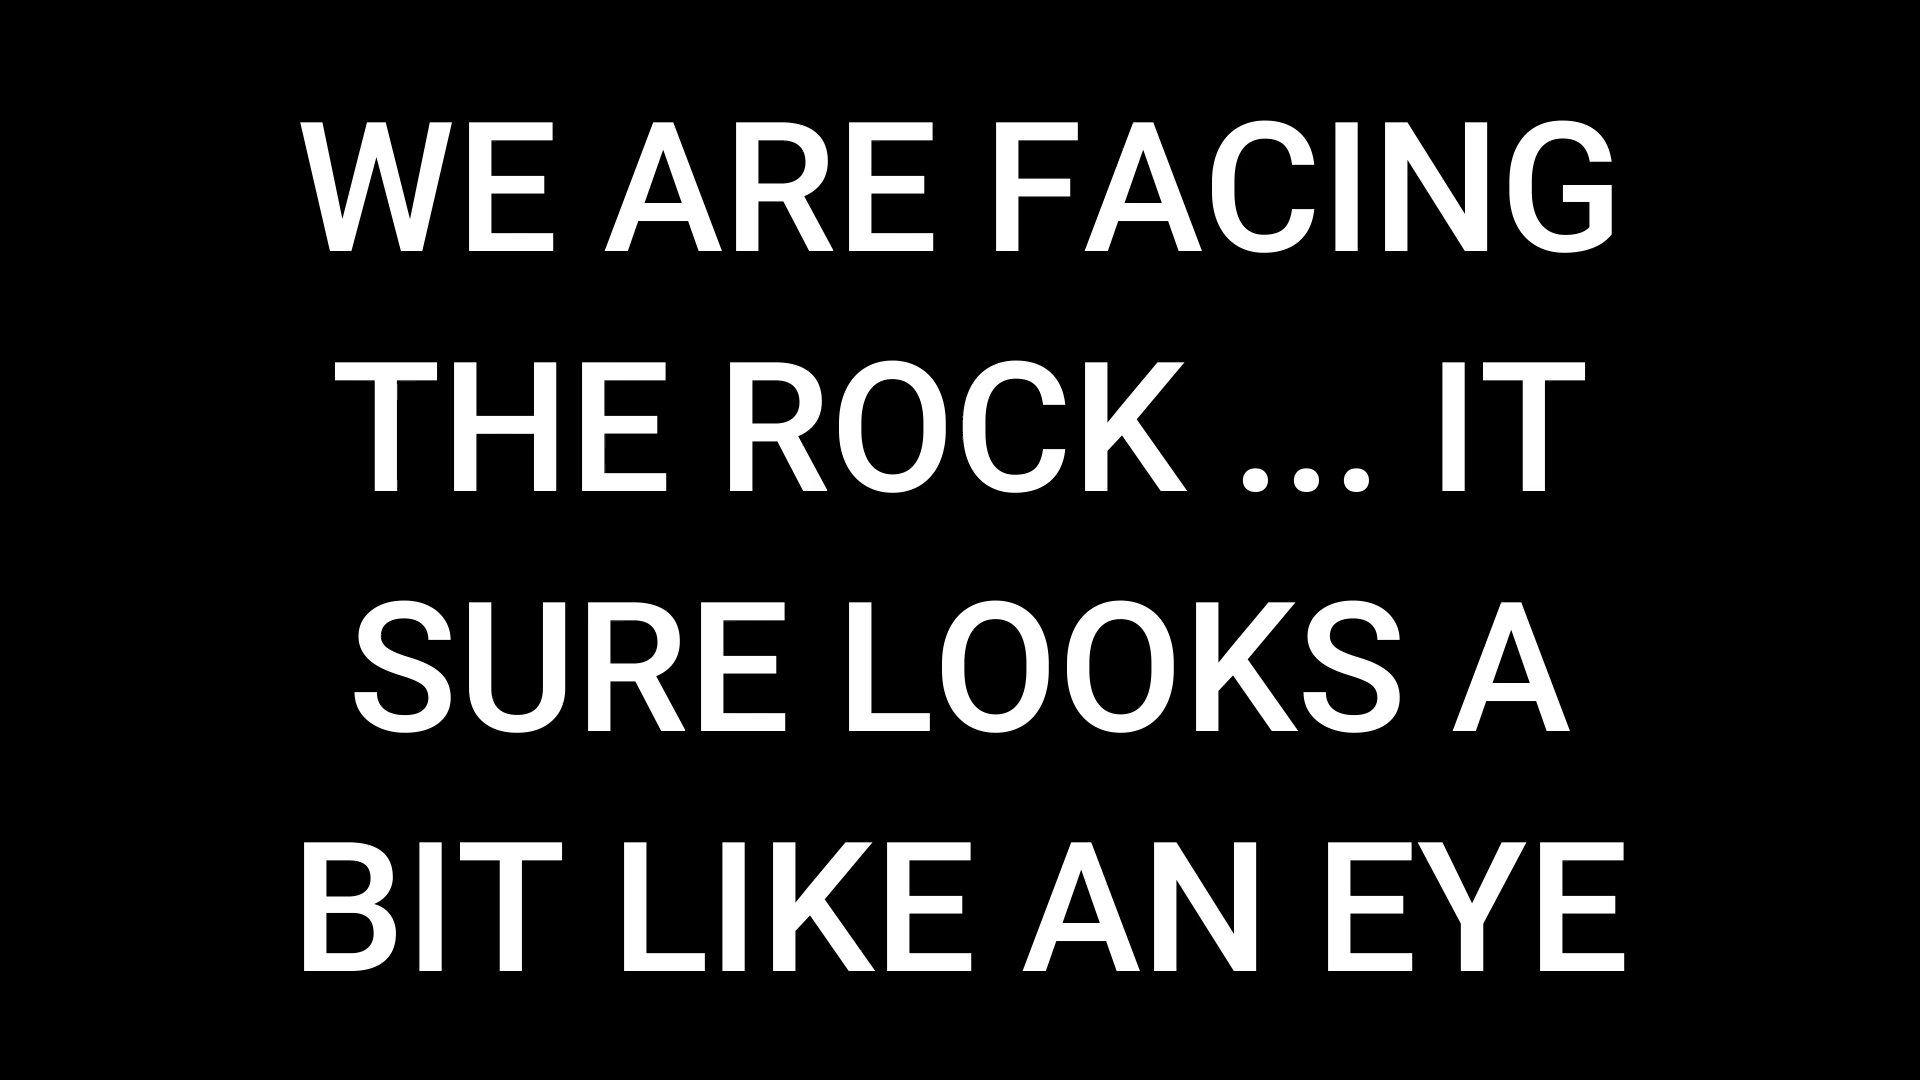 WE ARE FACING
THE ROCK ... IT
SURE LOOKS A
BIT LIKE AN EYE